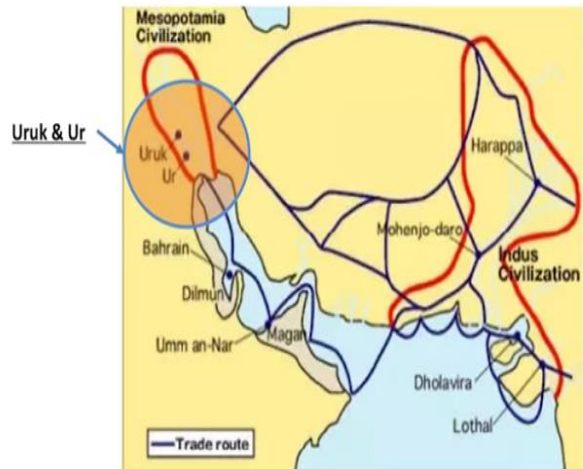 Mesopotamia
Civilization
Uruk & Ur
Uruk
Ur
Harappa
Mohenjo-daro
Bahrain
Indus
Civilization
Dilmun
Umm an-Nar
Magan
Dholavira
Lothal
Trade route